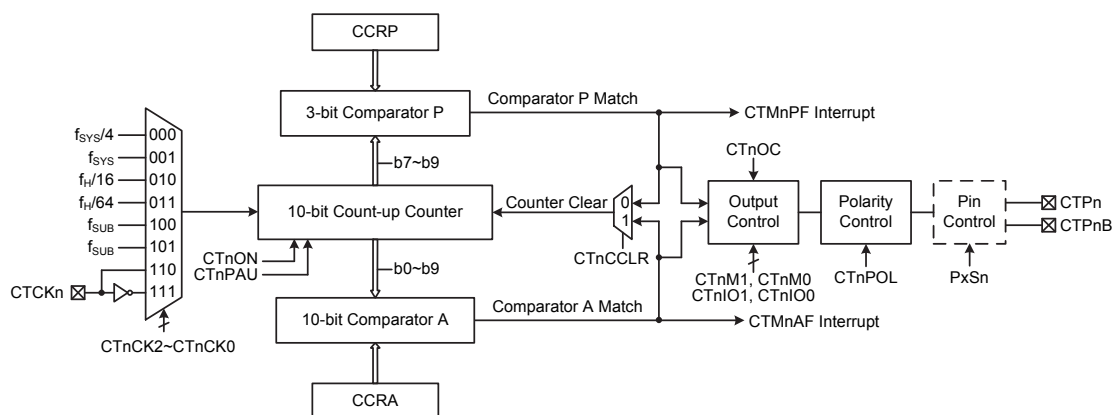 CCRP
3-bit Comparator P
Comparator P Match
CTMnPF Interrupt
fSYS/4
000
fSYS
001
fH/16
010
fH/64
011
fSUB
100
fSUB
101
110
111
CTCKn
CTnCK2~CTnCK0
b7~b9
10-bit Count-up Counter
CTnON
CTnPAU
b0~b9
Counter Clear
0
1
CTnCCLR
CTnOC
Output
Control
CTnM1, CTnM0
CTnIO1, CTnIO0
Polarity
Control
CTnPOL
Pin
Control
PxSn
CTPn
CTPnB
10-bit Comparator A
Comparator A Match
CTMnAF Interrupt
CCRA